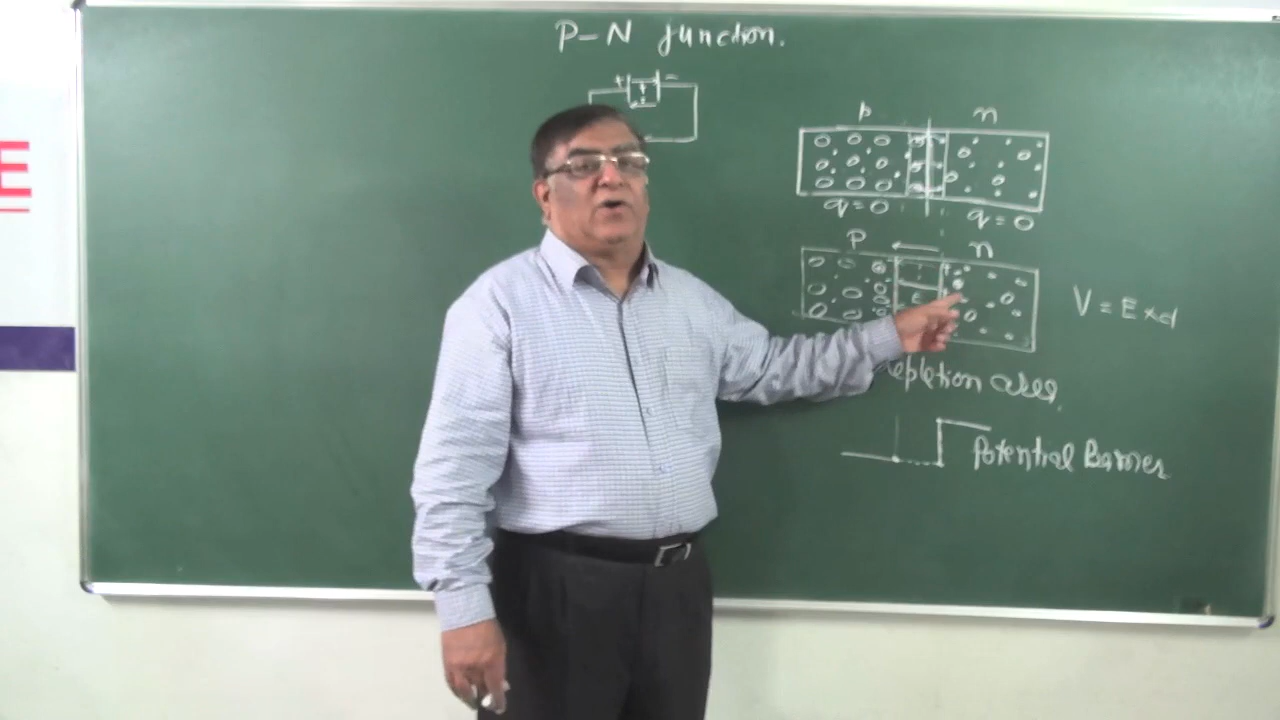 P-N junction.
+ -
p n
q=0 q=0
P n
E
V = E x d
epletion area,
Potential Barrier
E